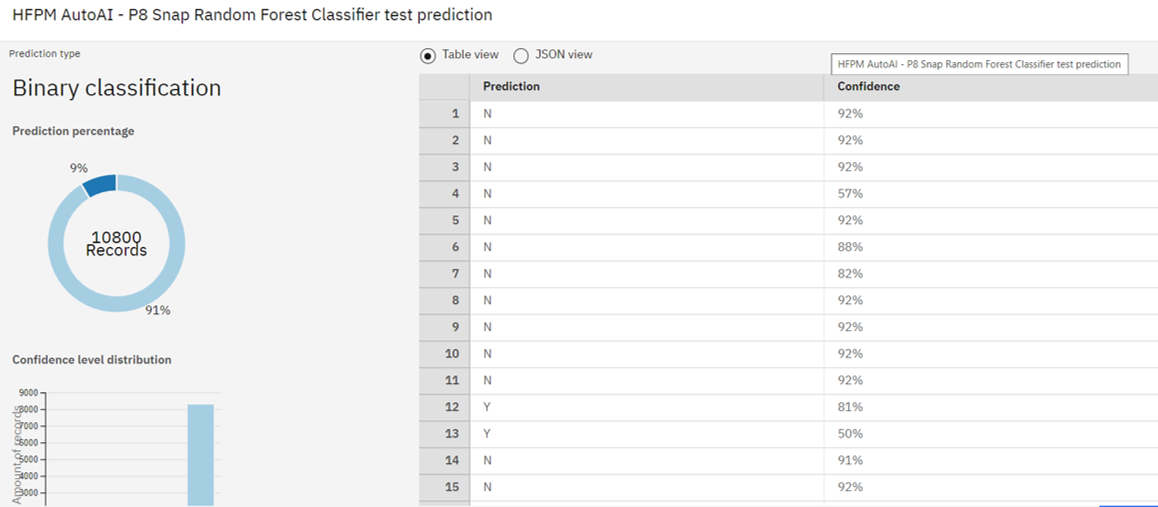 HFPM AutoAI - P8 Snap Random Forest Classifier test prediction
Prediction type
Binary classification
Prediction percentage
9%
10800
Records
91%
Confidence level distribution
Amount of records
9000
8000
7000
6000
5000
4000
3000
Table view JSON view
HFPM AutoAI - P8 Snap Random Forest Classifier test prediction
Prediction Confidence
1 N 92%
2 N 92%
3 N 92%
4 N 57%
5 N 92%
6 N 88%
7 N 82%
8 N 92%
9 N 92%
10 N 92%
11 N 92%
12 Y 81%
13 Y 50%
14 N 91%
15 N 92%